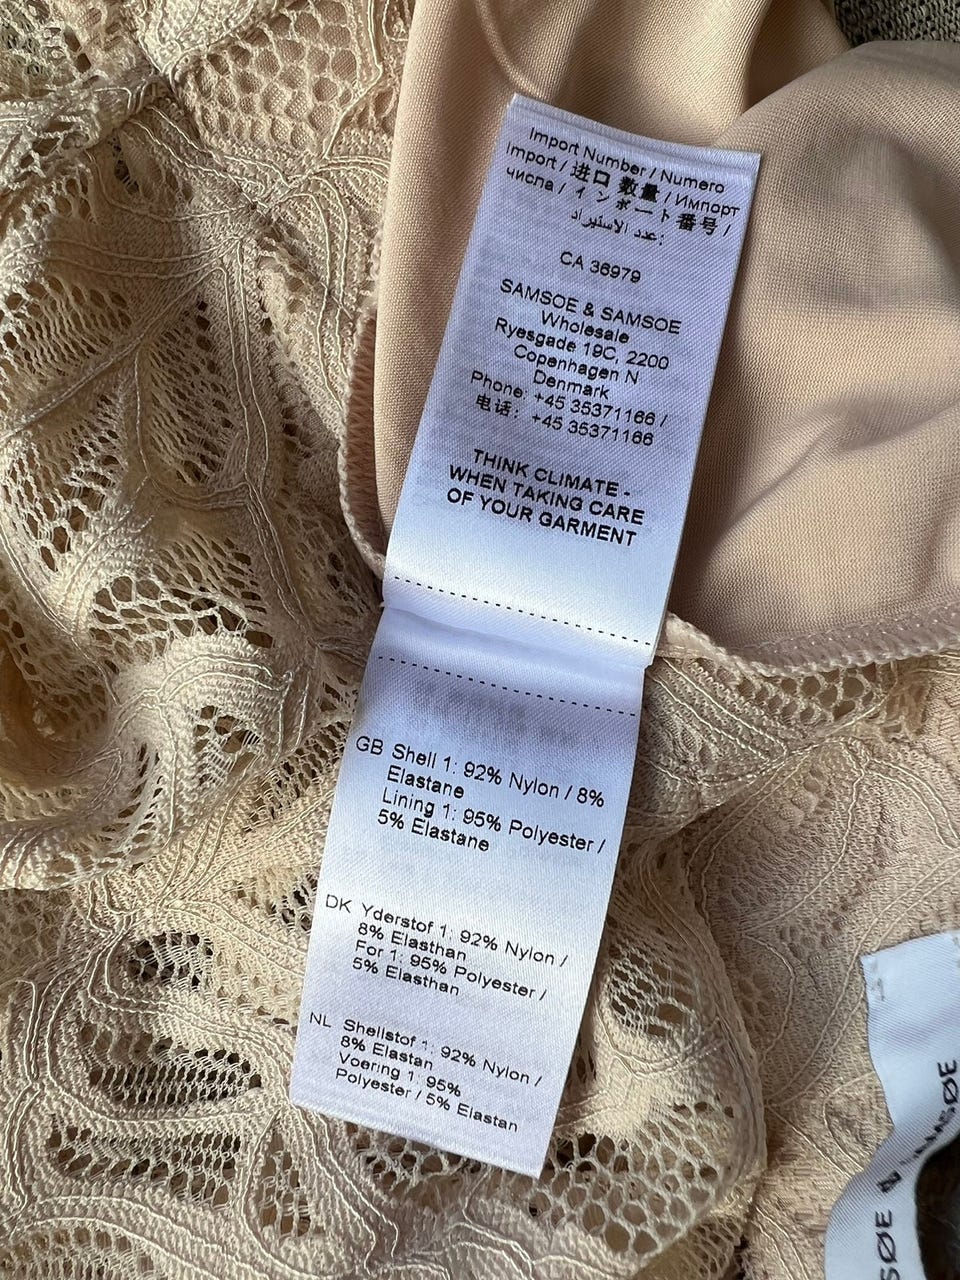 Import Number / Numero
Import / 进口 数量 / Импорт
числа / インポート番号 /
عدد الاستيراد:
CA 36979
SAMSOE & SAMSOE
Wholesale
Ryesgade 19C, 2200
Copenhagen N
Denmark
Phone: +45 35371166 /
电话: +45 35371166
THINK CLIMATE -
WHEN TAKING CARE
OF YOUR GARMENT
GB Shell 1: 92% Nylon / 8%
Elastane
Lining 1: 95% Polyester /
5% Elastane
DK Yderstof 1: 92% Nylon /
8% Elasthan
For 1: 95% Polyester /
5% Elasthan
NL Shellstof 1: 92% Nylon /
8% Elastan
Voering 1: 95%
Polyester / 5% Elastan